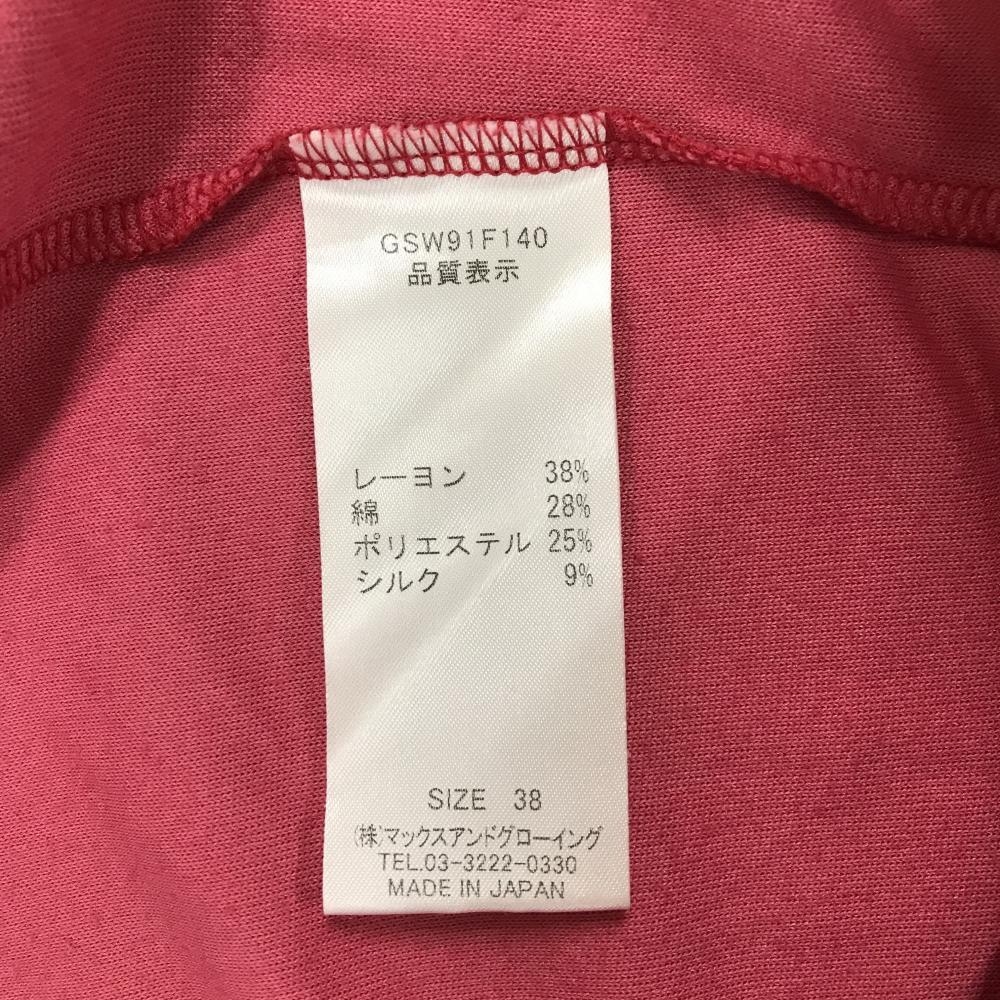 GSW91F140
品質表示
レーヨン 38%
綿 28%
ポリエステル 25%
シルク 9%
SIZE 38
(株)マックスアンドグローイング
TEL.03-3222-0330
MADE IN JAPAN